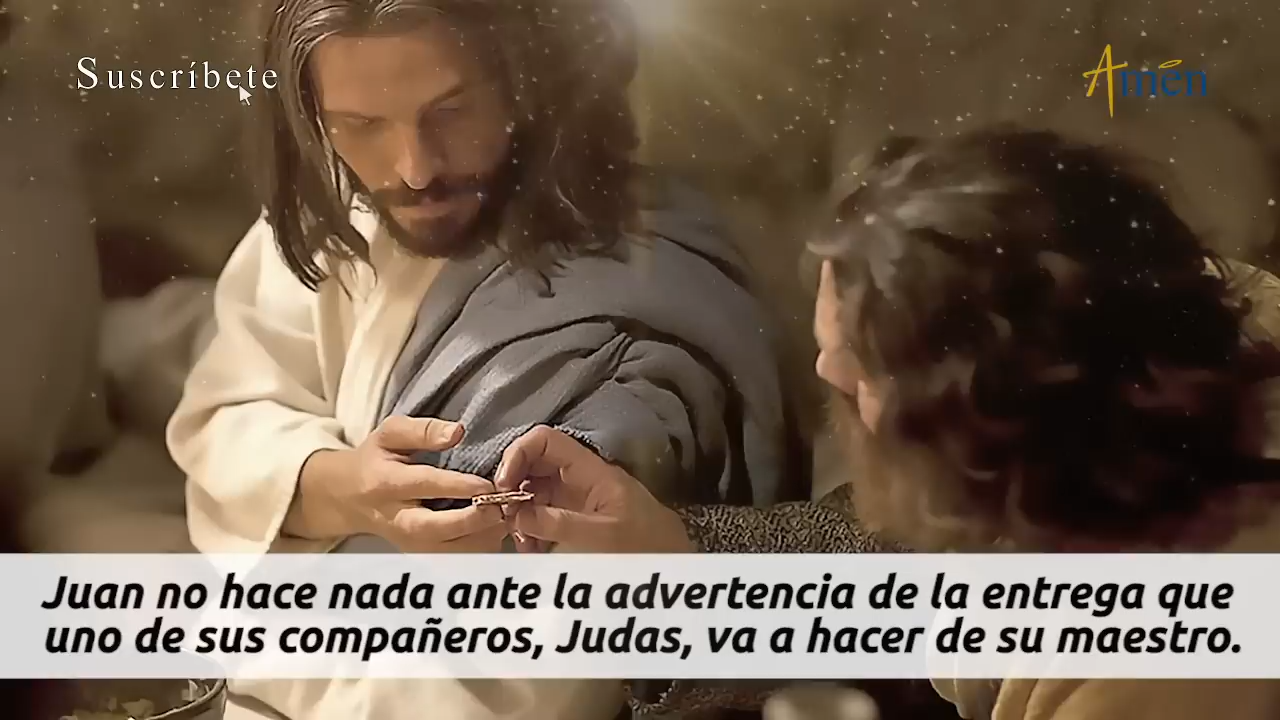 Suscríbete
Amén
Juan no hace nada ante la advertencia de la entrega que
uno de sus compañeros, Judas, va a hacer de su maestro.